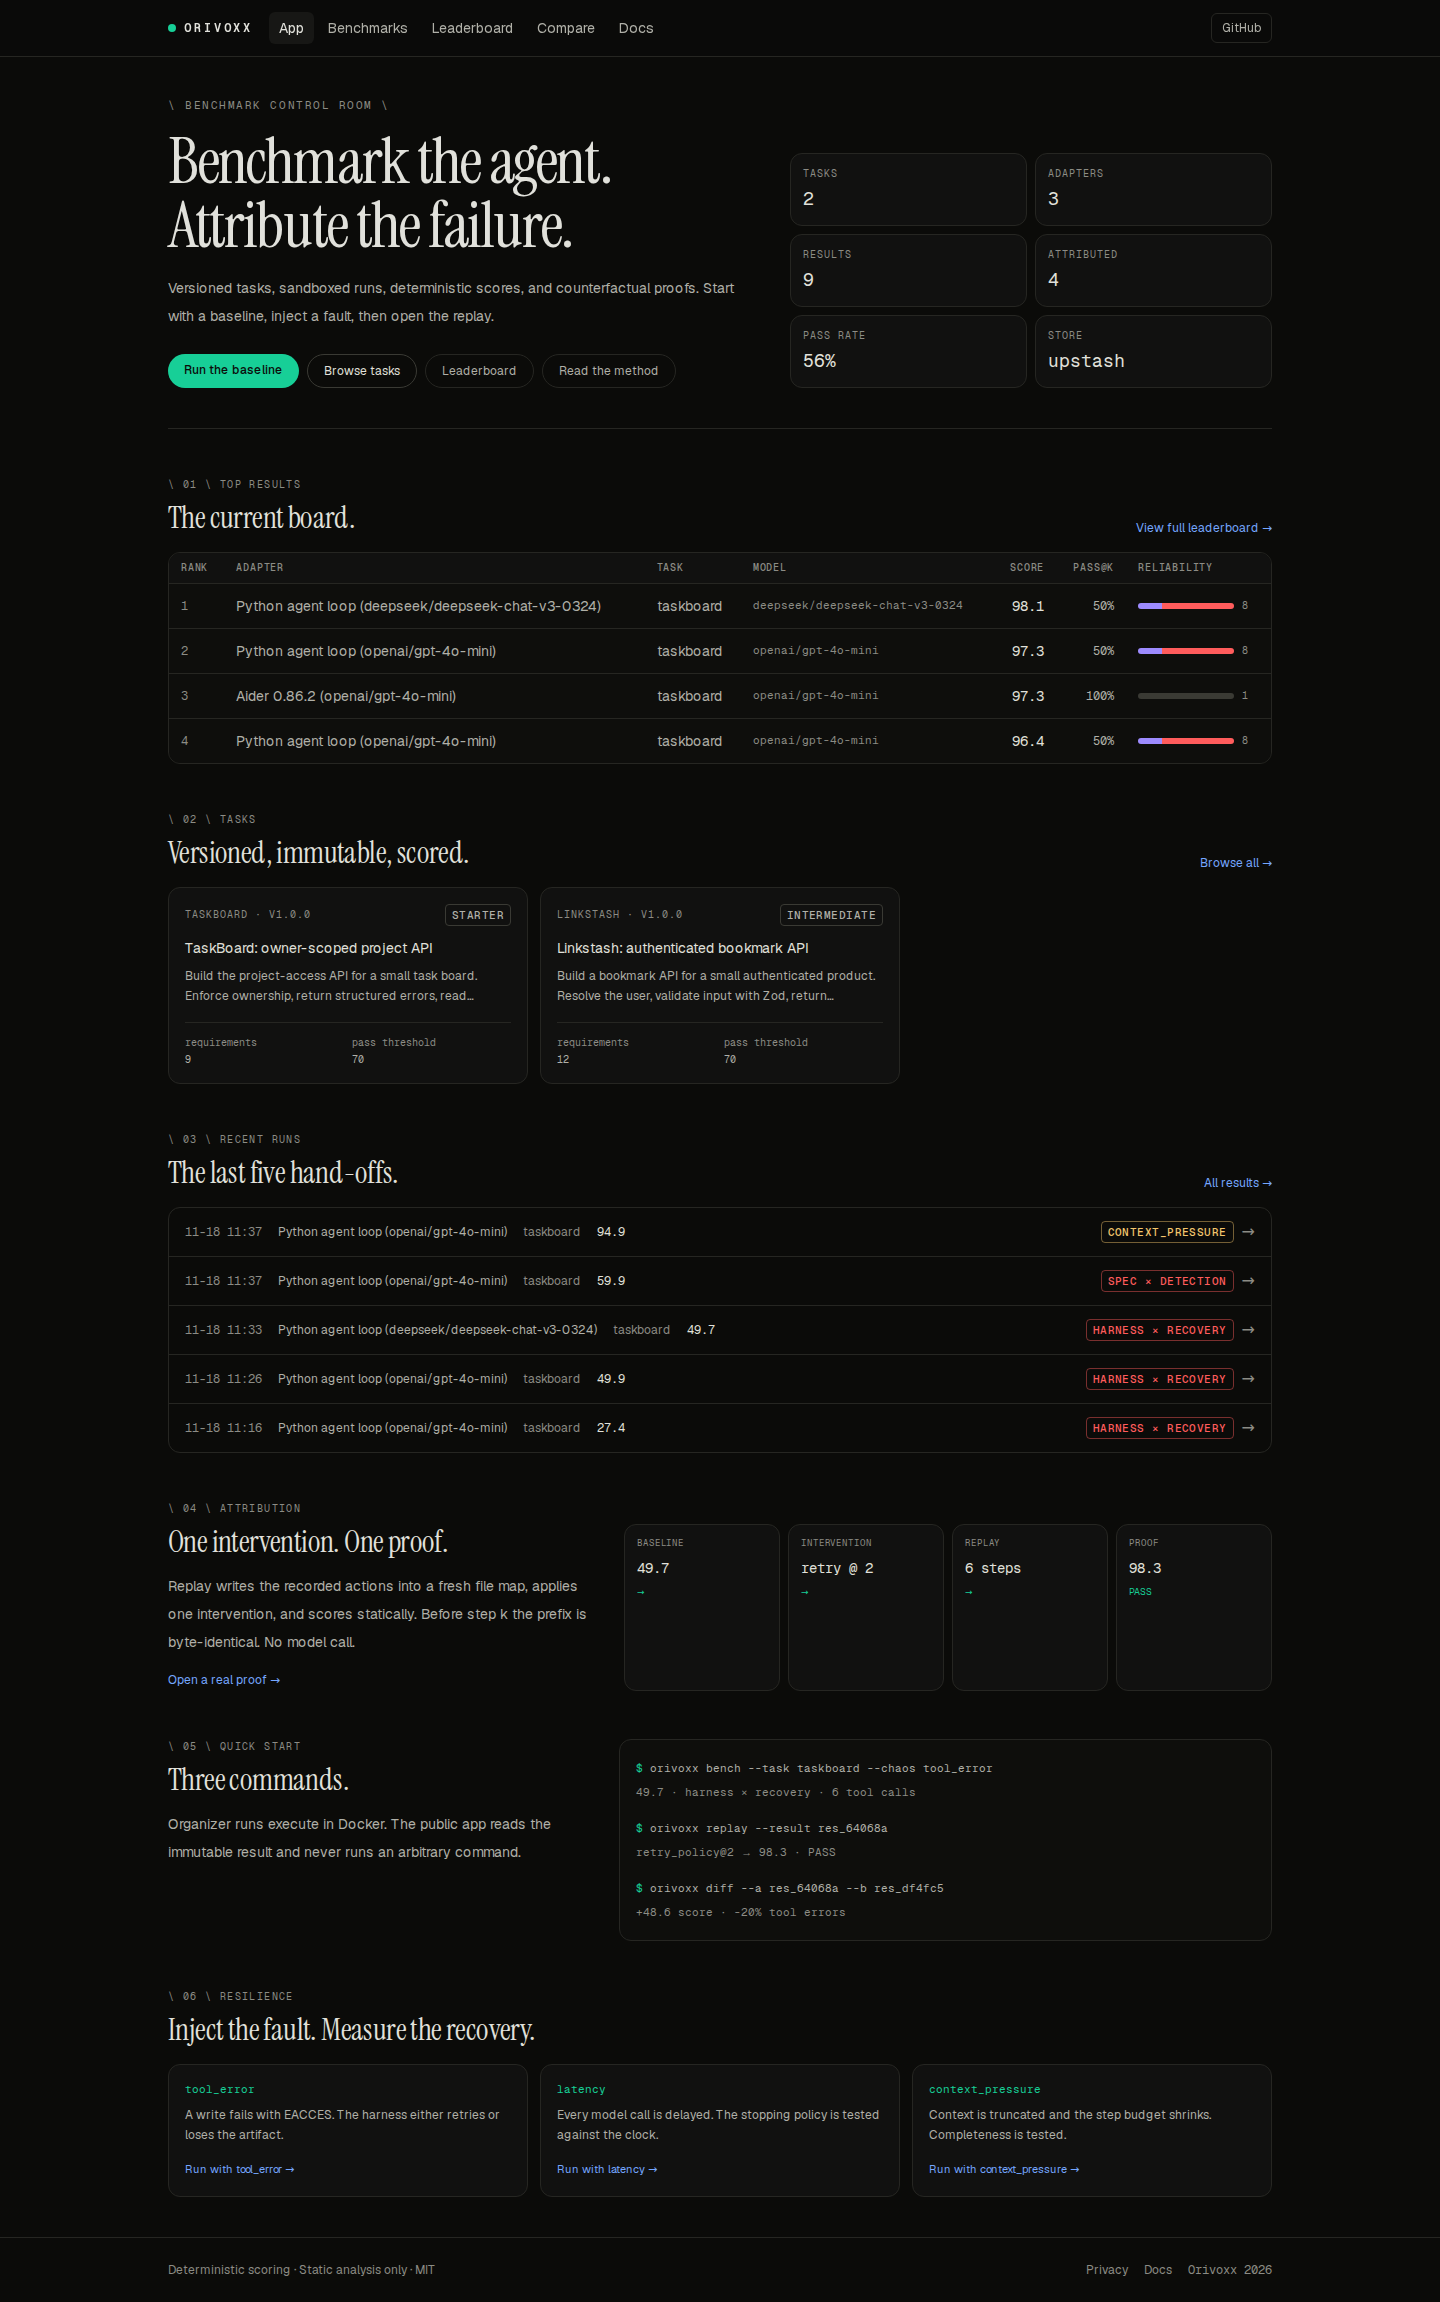 ORIVOXX App Benchmarks Leaderboard Compare Docs GitHub
\ BENCHMARK CONTROL ROOM \
Benchmark the agent.
Attribute the failure.
Versioned tasks, sandboxed runs, deterministic scores, and counterfactual proofs. Start
with a baseline, inject a fault, then open the replay.
Run the baseline Browse tasks Leaderboard Read the method
TASKS
2
ADAPTERS
3
RESULTS
9
ATTRIBUTED
4
PASS RATE
56%
STORE
upstash
\ 01 \ TOP RESULTS
The current board.
View full leaderboard →
RANK ADAPTER TASK MODEL SCORE PASS@K RELIABILITY
1 Python agent loop (deepseek/deepseek-chat-v3-0324) taskboard deepseek/deepseek-chat-v3-0324 98.1 50% 8
2 Python agent loop (openai/gpt-4o-mini) taskboard openai/gpt-4o-mini 97.3 50% 8
3 Aider 0.86.2 (openai/gpt-4o-mini) taskboard openai/gpt-4o-mini 97.3 100% 1
4 Python agent loop (openai/gpt-4o-mini) taskboard openai/gpt-4o-mini 96.4 50% 8
\ 02 \ TASKS
Versioned, immutable, scored.
Browse all →
TASKBOARD · V1.0.0 STARTER
TaskBoard: owner-scoped project API
Build the project-access API for a small task board.
Enforce ownership, return structured errors, read…
requirements pass threshold
9 70
LINKSTASH · V1.0.0 INTERMEDIATE
Linkstash: authenticated bookmark API
Build a bookmark API for a small authenticated product.
Resolve the user, validate input with Zod, return…
requirements pass threshold
12 70
\ 03 \ RECENT RUNS
The last five hand-offs.
All results →
11-18 11:37 Python agent loop (openai/gpt-4o-mini) taskboard 94.9 CONTEXT_PRESSURE →
11-18 11:37 Python agent loop (openai/gpt-4o-mini) taskboard 59.9 SPEC × DETECTION →
11-18 11:33 Python agent loop (deepseek/deepseek-chat-v3-0324) taskboard 49.7 HARNESS × RECOVERY →
11-18 11:26 Python agent loop (openai/gpt-4o-mini) taskboard 49.9 HARNESS × RECOVERY →
11-18 11:16 Python agent loop (openai/gpt-4o-mini) taskboard 27.4 HARNESS × RECOVERY →
\ 04 \ ATTRIBUTION
One intervention. One proof.
Replay writes the recorded actions into a fresh file map, applies
one intervention, and scores statically. Before step k the prefix is
byte-identical. No model call.
Open a real proof →
BASELINE
49.7
→
INTERVENTION
retry @ 2
→
REPLAY
6 steps
→
PROOF
98.3
PASS
\ 05 \ QUICK START
Three commands.
Organizer runs execute in Docker. The public app reads the
immutable result and never runs an arbitrary command.
$ orivoxx bench --task taskboard --chaos tool_error
49.7 · harness × recovery · 6 tool calls
$ orivoxx replay --result res_64068a
retry_policy@2 → 98.3 · PASS
$ orivoxx diff --a res_64068a --b res_df4fc5
+48.6 score · -20% tool errors
\ 06 \ RESILIENCE
Inject the fault. Measure the recovery.
tool_error
A write fails with EACCES. The harness either retries or
loses the artifact.
Run with tool_error →
latency
Every model call is delayed. The stopping policy is tested
against the clock.
Run with latency →
context_pressure
Context is truncated and the step budget shrinks.
Completeness is tested.
Run with context_pressure →
Deterministic scoring · Static analysis only · MIT
Privacy Docs Orivoxx 2026